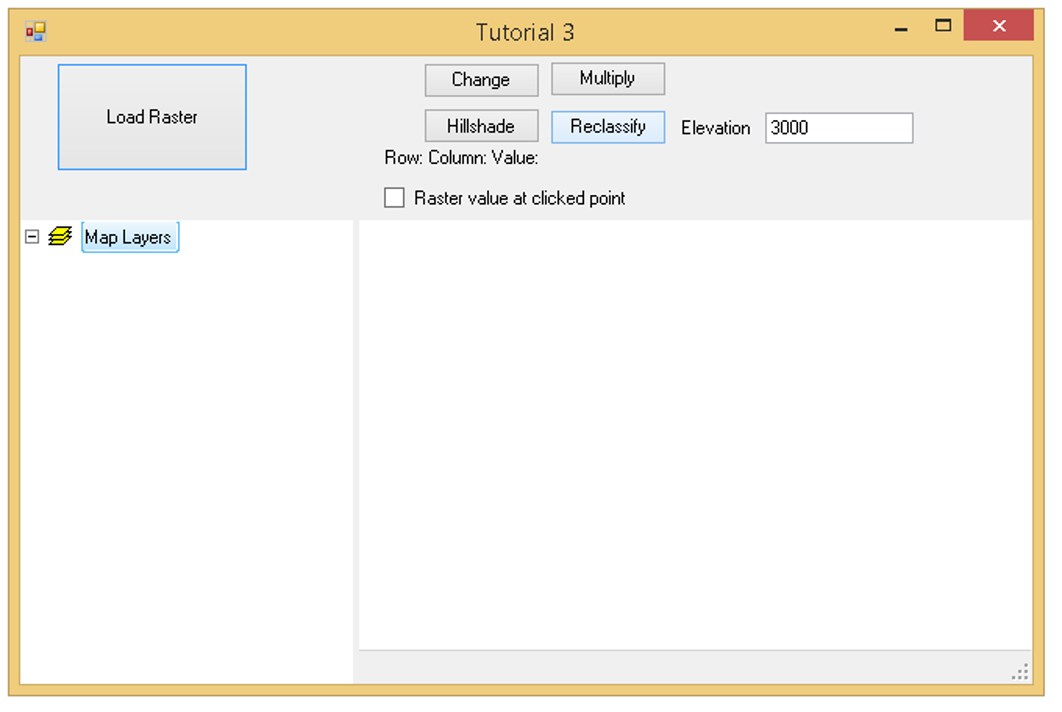 Tutorial 3
Load Raster
Change
Multiply
Hillshade
Reclassify
Elevation
3000
Row: Column: Value:
Raster value at clicked point
Map Layers